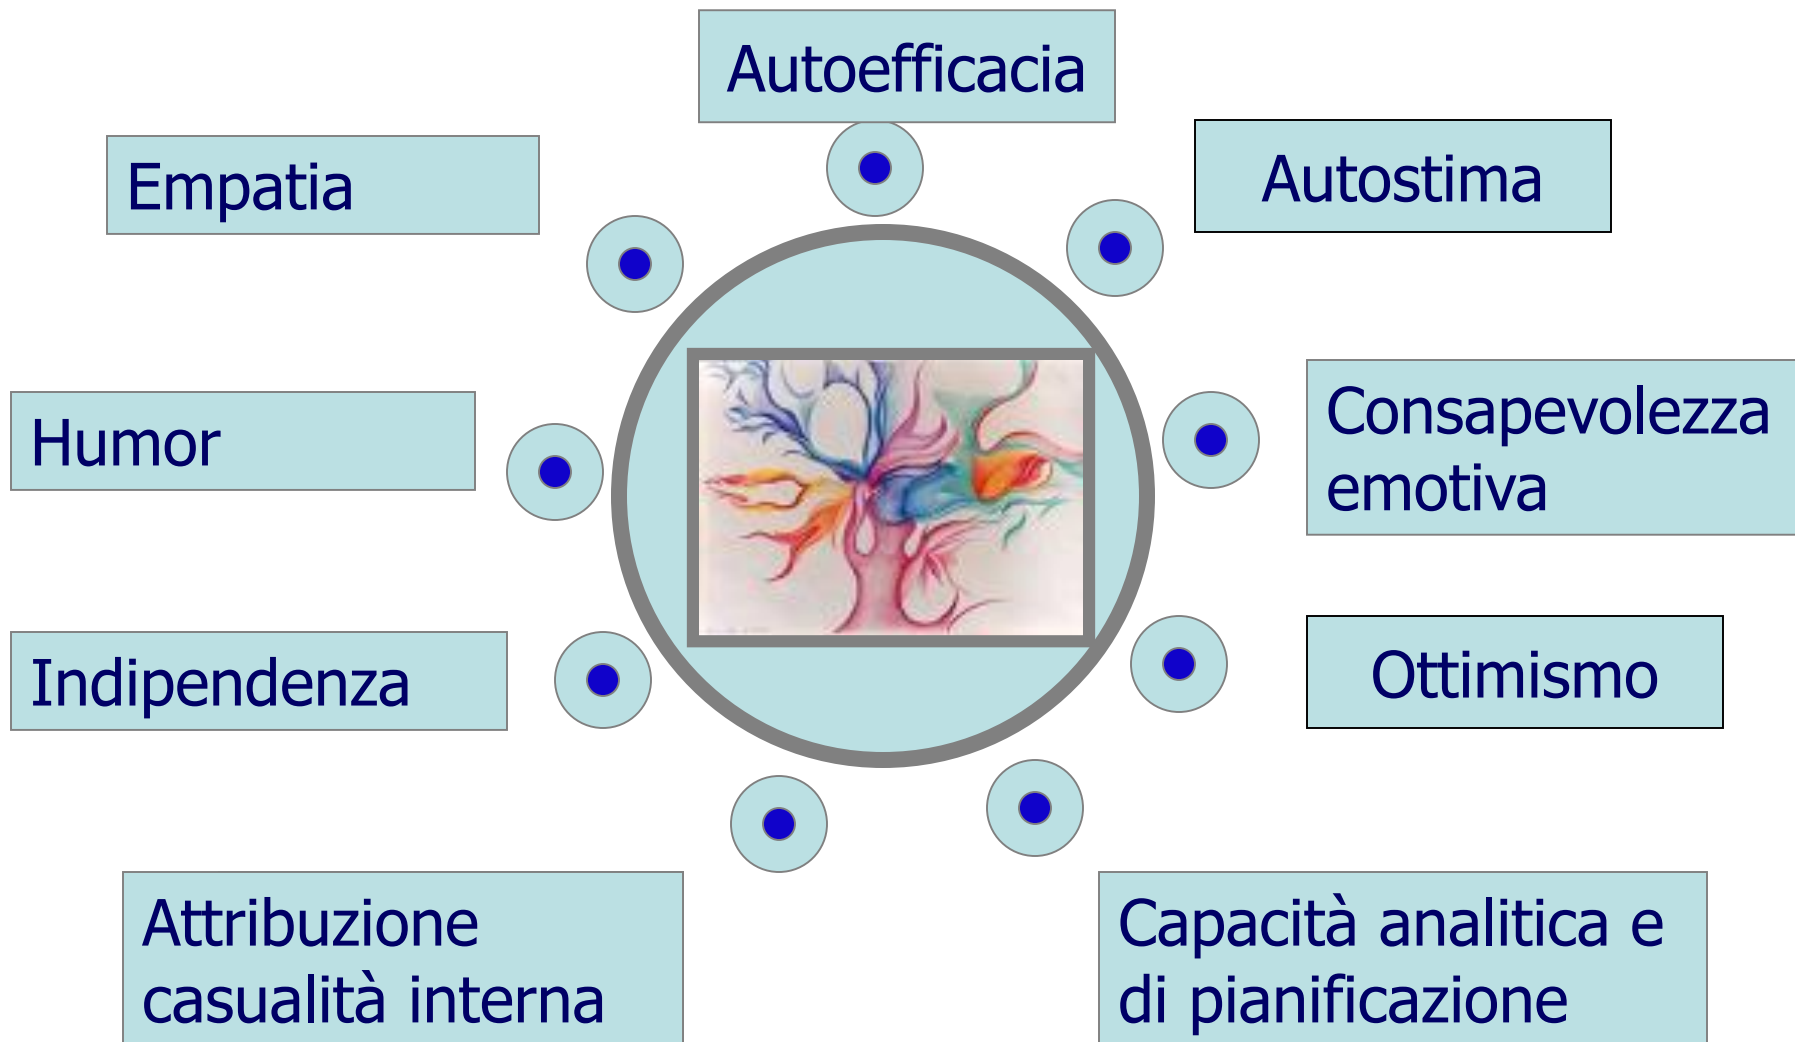 Autoefficacia
Empatia
Autostima
Humor
Consapevolezza
emotiva
Indipendenza
Ottimismo
Attribuzione
casualità interna
Capacità analitica e
di pianificazione